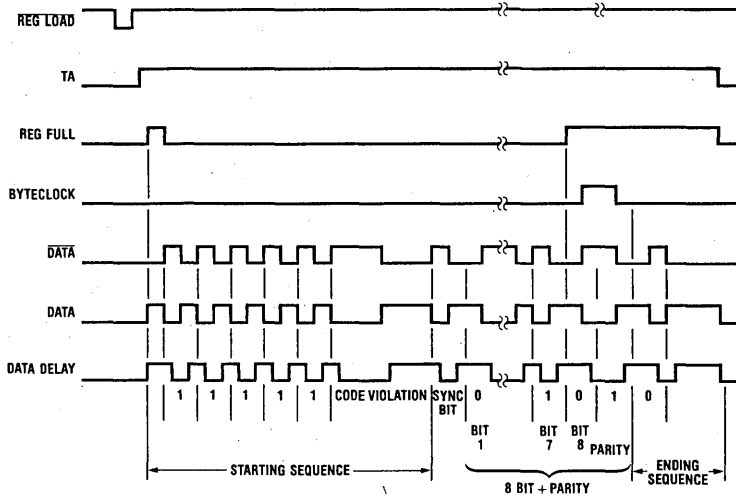 REG LOAD
TA
REG FULL
BYTECLOCK
DATA
DATA
DATA DELAY
1 1 1 1 1 CODE VIOLATION SYNC BIT 0 1 0 1 0
BIT 1 BIT 7 BIT 8 PARITY
STARTING SEQUENCE
8 BIT + PARITY
ENDING SEQUENCE